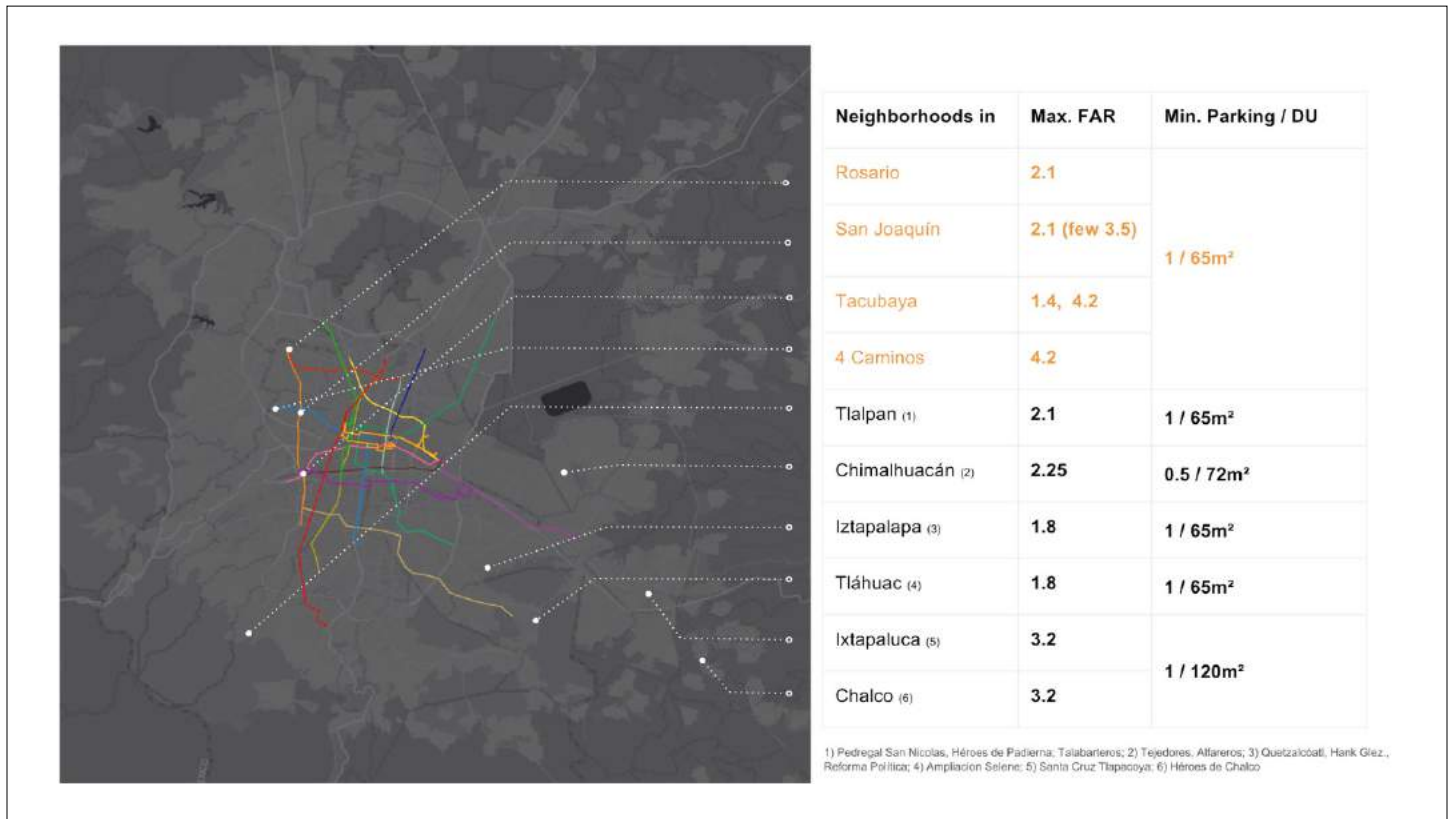 Neighborhoods in Max. FAR Min. Parking / DU
Rosario 2.1
San Joaquín 2.1 (few 3.5)
1 / 65m²
Tacubaya 1.4, 4.2
4 Caminos 4.2
Tlalpan (1) 2.1 1 / 65m²
Chimalhuacán (2) 2.25 0.5 / 72m²
Iztapalapa (3) 1.8 1 / 65m²
Tláhuac (4) 1.8 1 / 65m²
Ixtapaluca (5) 3.2
1 / 120m²
Chalco (6) 3.2
1) Pedregal San Nicolas, Héroes de Padierna; Talabarteros; 2) Tejedores, Alfareros; 3) Quetzalcóatl, Hank Glez.,
Reforma Política; 4) Ampliacion Selene; 5) Santa Cruz Tlapacoya; 6) Héroes de Chalco